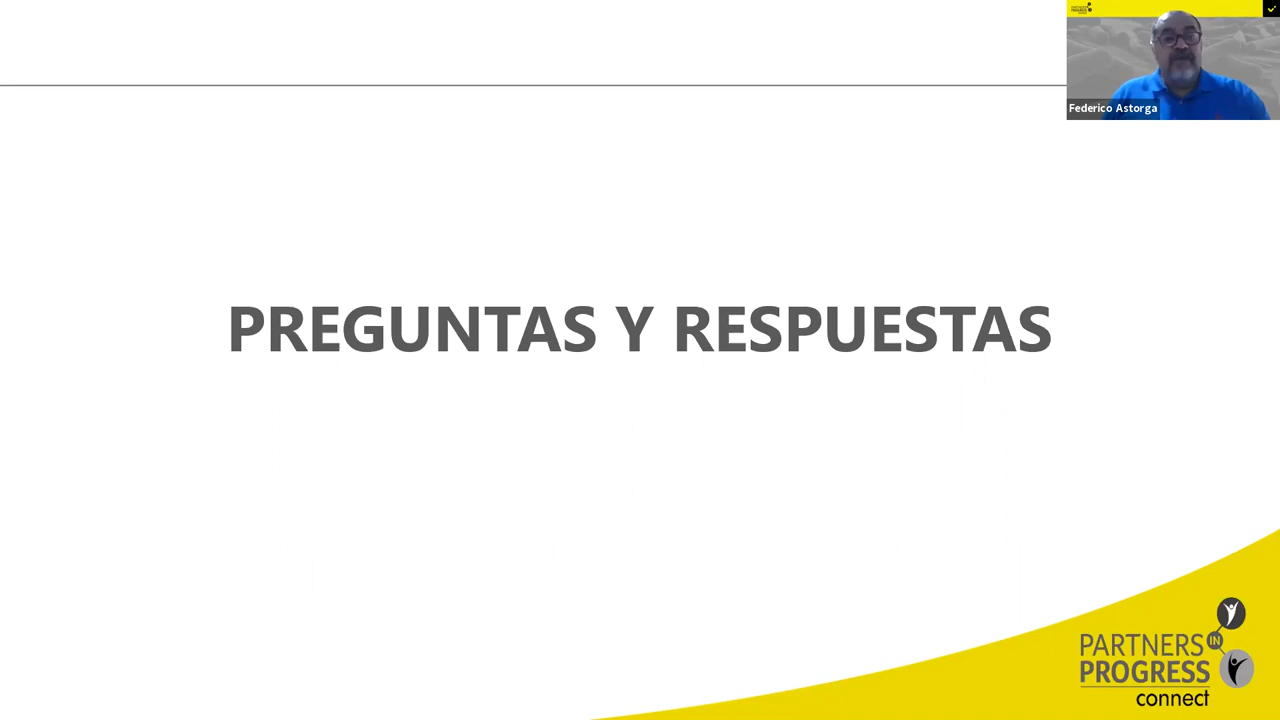 Federico Astorga
PREGUNTAS Y RESPUESTAS
PARTNERS IN
PROGRESS
connect